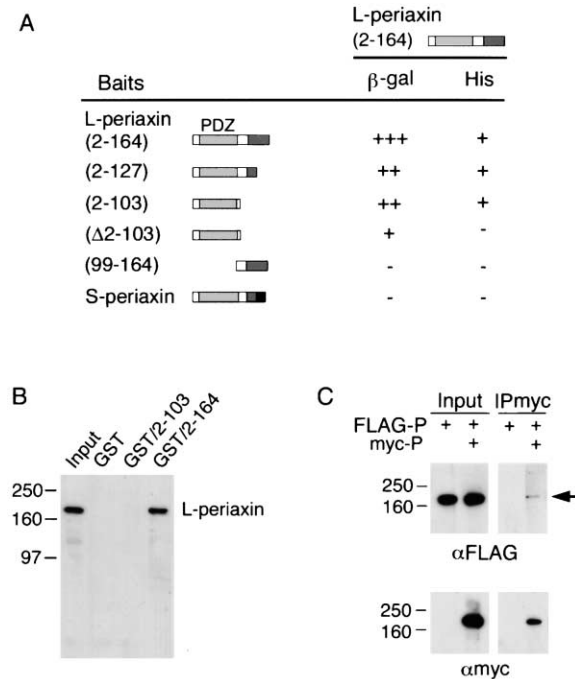 A
L-periaxin
(2-164)
Baits β-gal His
L-periaxin PDZ
(2-164) +++ +
(2-127) ++ +
(2-103) ++ +
(Δ2-103) + -
(99-164) - -
S-periaxin - -
B
Input GST GST/2-103 GST/2-164
250
160
97
L-periaxin
C
Input IPmyc
FLAG-P + + + +
myc-P + +
250
160
αFLAG
250
160
αmyc